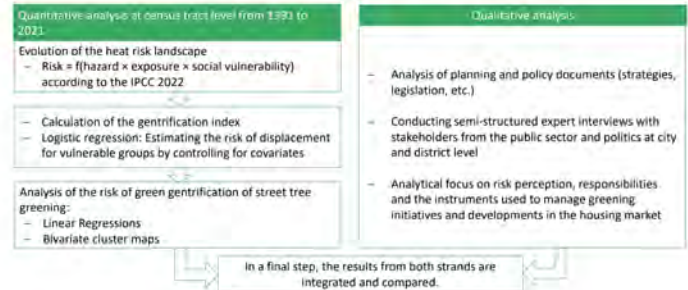 Quantitative analysis at census tract level from 1991 to
2021
Evolution of the heat risk landscape
– Risk = f(hazard × exposure × social vulnerability)
according to the IPCC 2022
– Calculation of the gentrification index
– Logistic regression: Estimating the risk of displacement
for vulnerable groups by controlling for covariates
Analysis of the risk of green gentrification of street tree
greening:
– Linear Regressions
– Bivariate cluster maps
Qualitative analysis
– Analysis of planning and policy documents (strategies,
legislation, etc.)
– Conducting semi-structured expert interviews with
stakeholders from the public sector and politics at city
and district level
– Analytical focus on risk perception, responsibilities
and the instruments used to manage greening
initiatives and developments in the housing market
In a final step, the results from both strands are
integrated and compared.